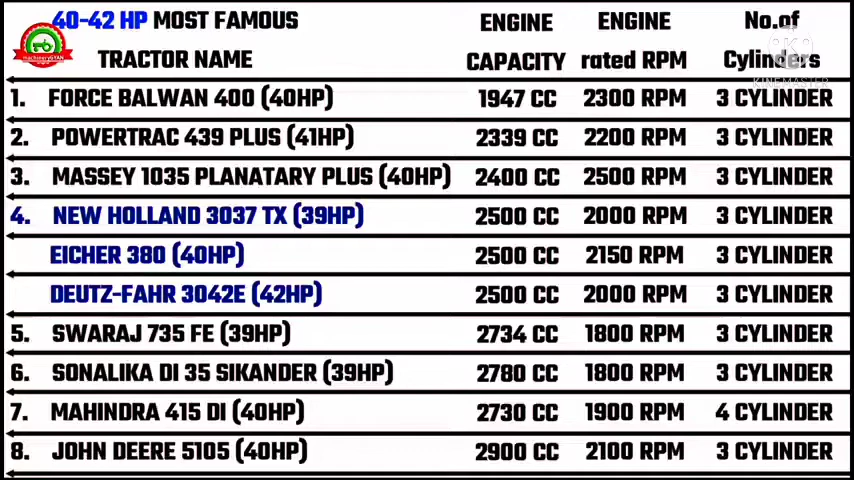 40-42 HP MOST FAMOUS ENGINE ENGINE No.of
TRACTOR NAME CAPACITY rated RPM Cylinders
machinerySTAN
KINEMASTER
1. FORCE BALWAN 400 (40HP) 1947 CC 2300 RPM 3 CYLINDER
2. POWERTRAC 439 PLUS (41HP) 2339 CC 2200 RPM 3 CYLINDER
3. MASSEY 1035 PLANATARY PLUS (40HP) 2400 CC 2500 RPM 3 CYLINDER
4. NEW HOLLAND 3037 TX (39HP) 2500 CC 2000 RPM 3 CYLINDER
EICHER 380 (40HP) 2500 CC 2150 RPM 3 CYLINDER
DEUTZ-FAHR 3042E (42HP) 2500 CC 2000 RPM 3 CYLINDER
5. SWARAJ 735 FE (39HP) 2734 CC 1800 RPM 3 CYLINDER
6. SONALIKA DI 35 SIKANDER (39HP) 2780 CC 1800 RPM 3 CYLINDER
7. MAHINDRA 415 DI (40HP) 2730 CC 1900 RPM 4 CYLINDER
8. JOHN DEERE 5105 (40HP) 2900 CC 2100 RPM 3 CYLINDER